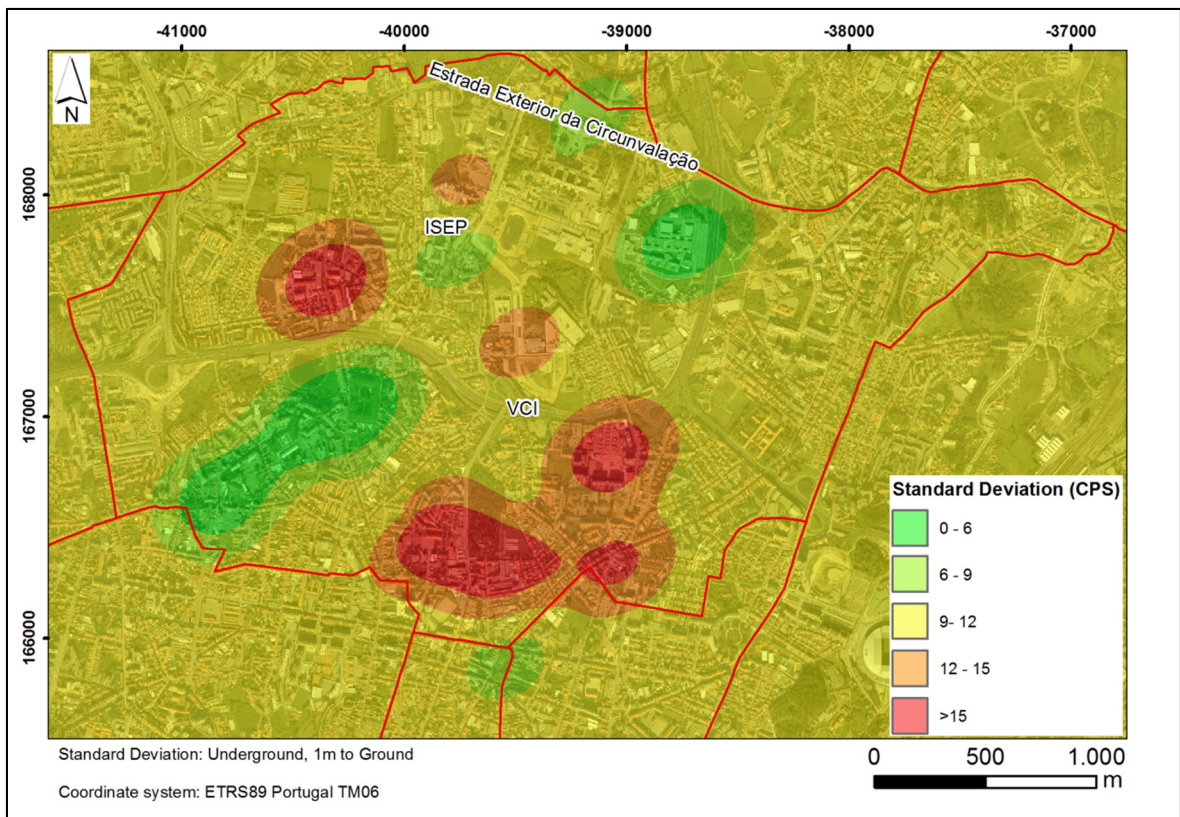 -41000
-40000
-39000
-38000
-37000
168000
167000
166000
N
Estrada Exterior da Circunvalação
ISEP
VCI
Standard Deviation (CPS)
0 - 6
6 - 9
9- 12
12 - 15
>15
Standard Deviation: Underground, 1m to Ground
Coordinate system: ETRS89 Portugal TM06
0 500 1.000
m